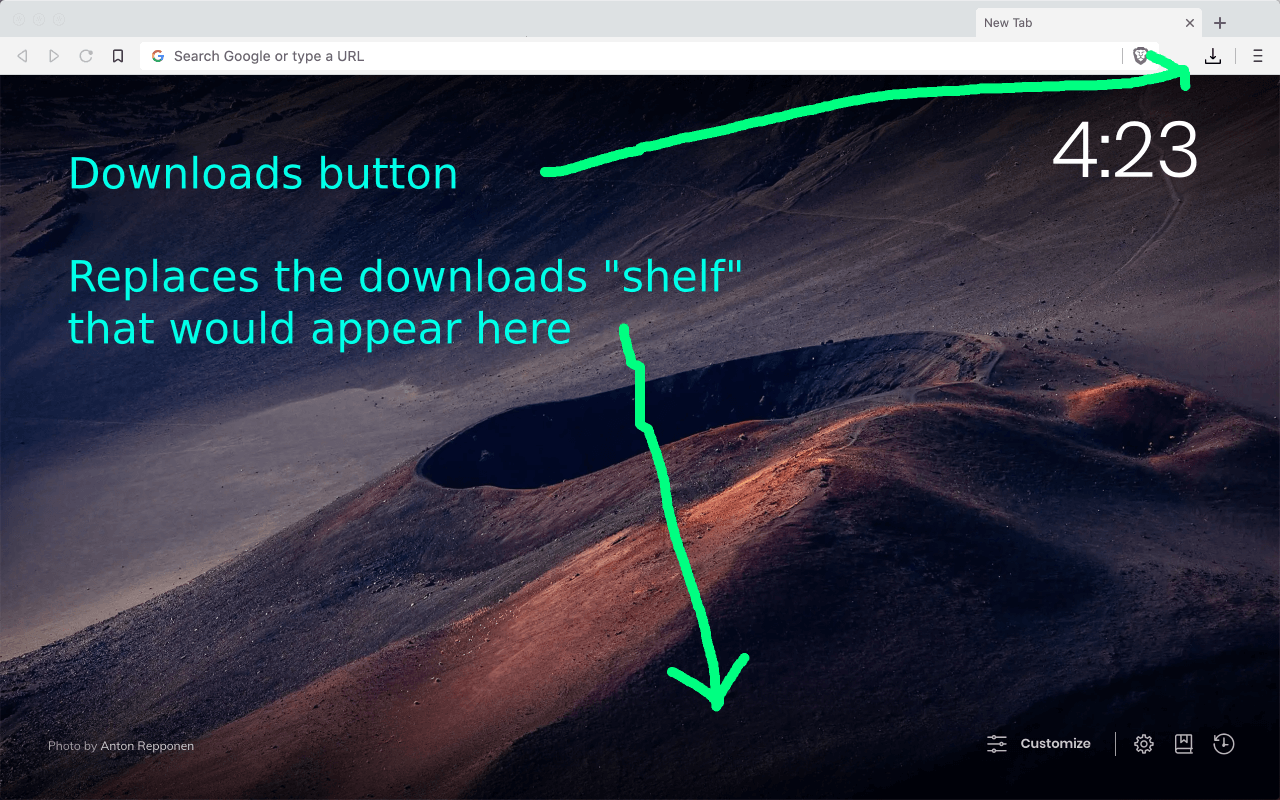 New Tab
Search Google or type a URL
4:23
Downloads button
Replaces the downloads "shelf"
that would appear here
Photo by Anton Repponen
Customize